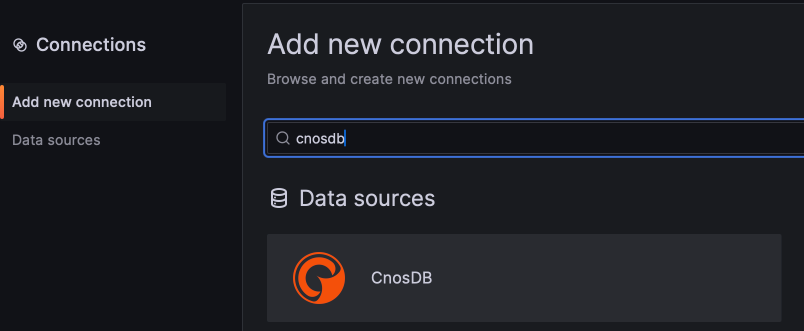 Connections
Add new connection
Data sources
Add new connection
Browse and create new connections
cnosdb
Data sources
CnosDB